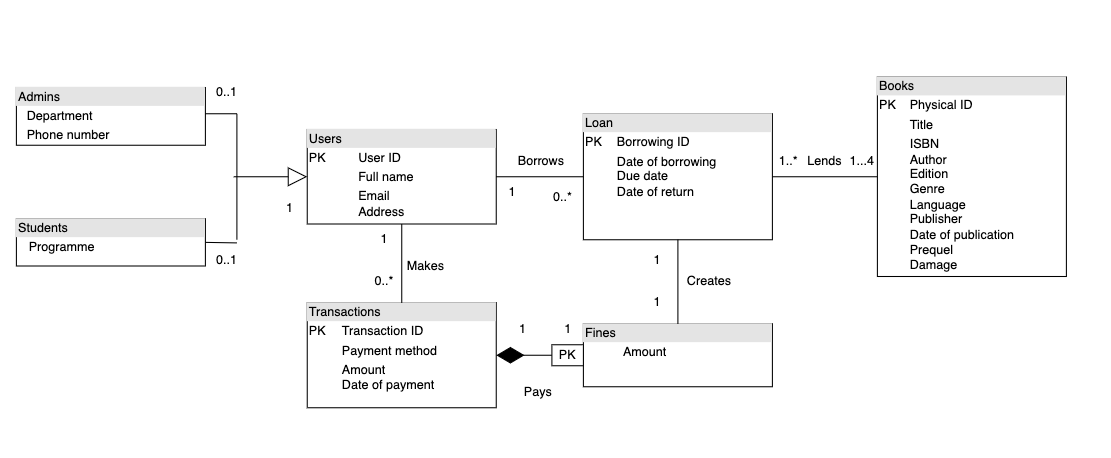 Admins
0..1
Department
Phone number
Students
Programme
0..1
1
Users
PK User ID
Full name
Email
Address
Borrows
1
0..*
Loan
PK Borrowing ID
Date of borrowing
Due date
Date of return
1..* Lends 1...4
Books
PK Physical ID
Title
ISBN
Author
Edition
Genre
Language
Publisher
Date of publication
Prequel
Damage
1
Makes
0..*
Transactions
PK Transaction ID
Payment method
Amount
Date of payment
1
Creates
1
1 1
PK
Pays
Fines
Amount